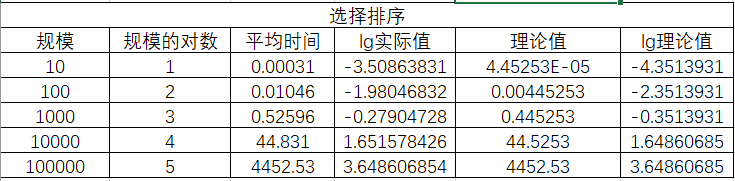 选择排序
规模 规模的对数 平均时间 lg实际值 理论值 lg理论值
10 1 0.00031 -3.50863831 4.45253E-05 -4.3513931
100 2 0.01046 -1.98046832 0.00445253 -2.3513931
1000 3 0.52596 -0.27904728 0.445253 -0.3513931
10000 4 44.831 1.651578426 44.5253 1.64860685
100000 5 4452.53 3.648606854 4452.53 3.64860685